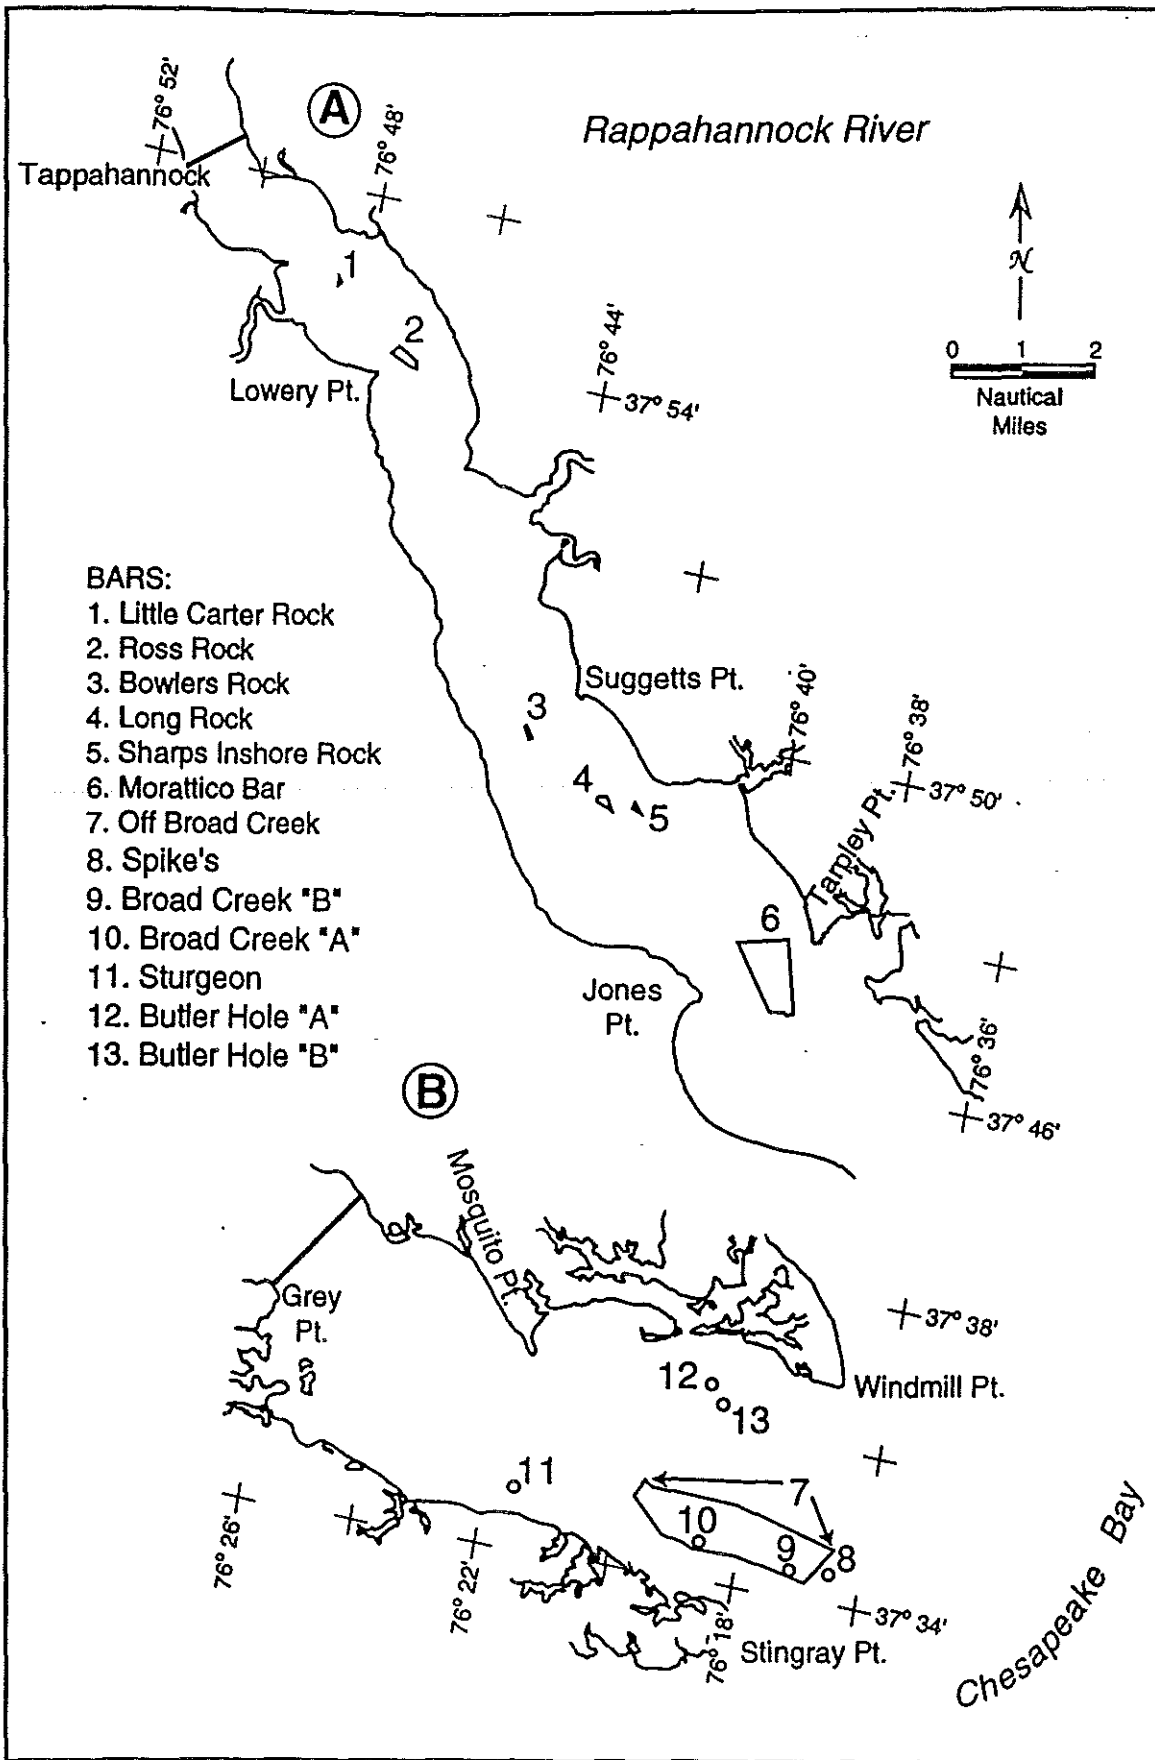 Rappahannock River
A
76° 52'
76° 48'
Tappahannock
N
1
2
0 1 2
Nautical
Miles
76° 44'
37° 54'
Lowery Pt.
BARS:
1. Little Carter Rock
2. Ross Rock
3. Bowlers Rock
4. Long Rock
5. Sharps Inshore Rock
6. Morattico Bar
7. Off Broad Creek
8. Spike's
9. Broad Creek "B"
10. Broad Creek "A"
11. Sturgeon
12. Butler Hole "A"
13. Butler Hole "B"
Suggetts Pt.
3
76° 40'
76° 38'
4
5
37° 50'
Tarpley Pt.
6
Jones
Pt.
76° 36'
37° 46'
B
Mosquito Pt.
Grey
Pt.
37° 38'
12
13
Windmill Pt.
11
7
10
9
8
76° 26'
76° 22'
76° 18'
37° 34'
Stingray Pt.
Chesapeake Bay